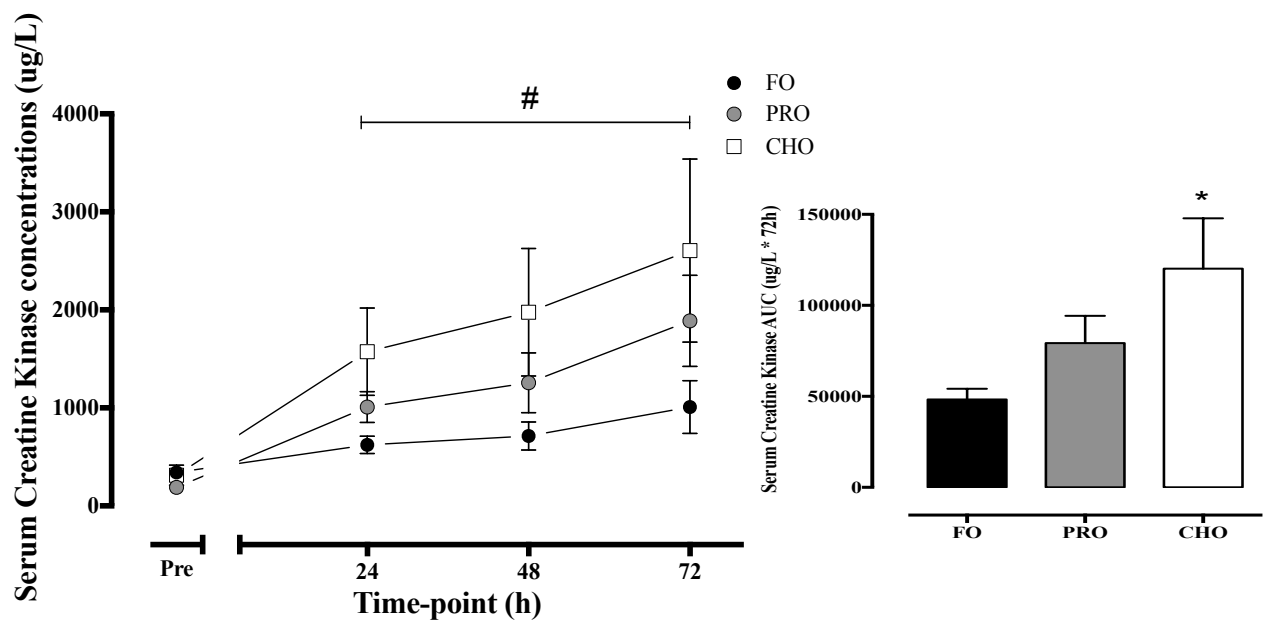 Serum Creatine Kinase concentrations (ug/L)
4000
3000
2000
1000
0
#
FO
PRO
CHO
Pre
24
48
72
Time-point (h)
Serum Creatine Kinase AUC (ug/L * 72h)
150000
100000
50000
0
*
FO
PRO
CHO